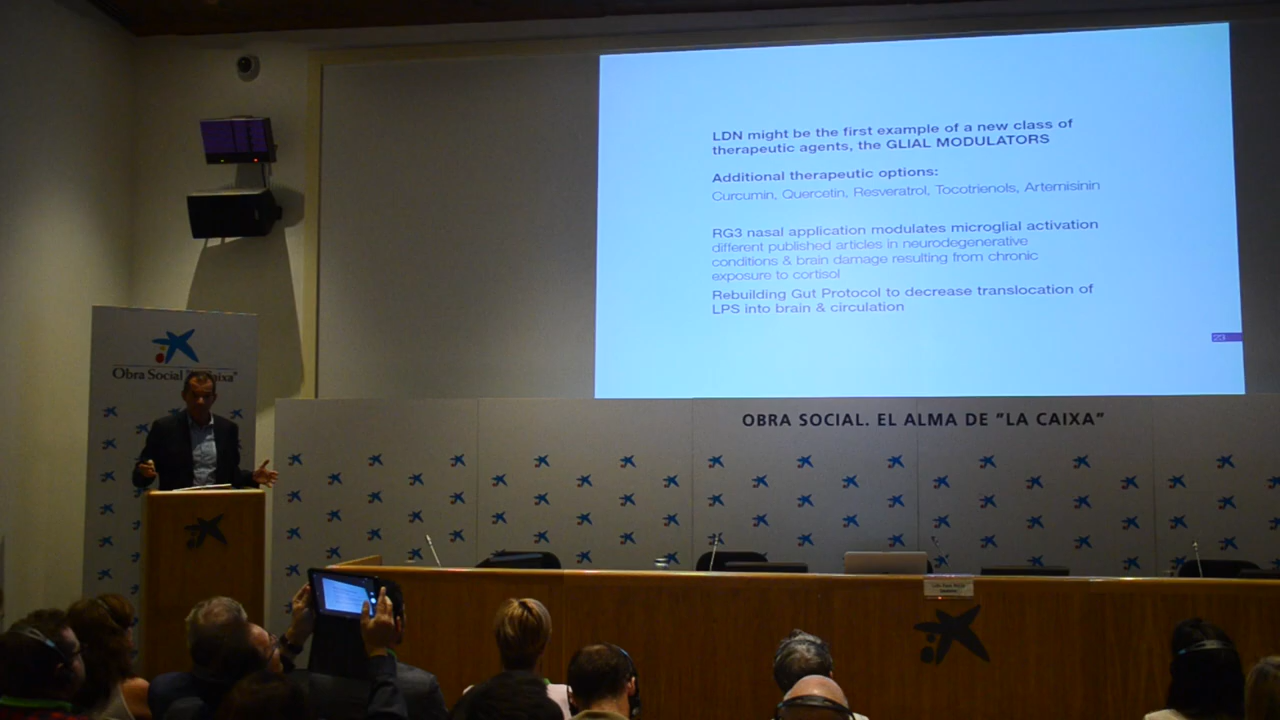 LDN might be the first example of a new class of
therapeutic agents, the GLIAL MODULATORS
Additional therapeutic options:
Curcumin, Quercetin, Resveratrol, Tocotrienols, Artemisinin
RG3 nasal application modulates microglial activation
different published articles in neurodegenerative
conditions & brain damage resulting from chronic
exposure to cortisol
Rebuilding Gut Protocol to decrease translocation of
LPS into brain & circulation
23
Obra Social
OBRA SOCIAL. EL ALMA DE "LA CAIXA"